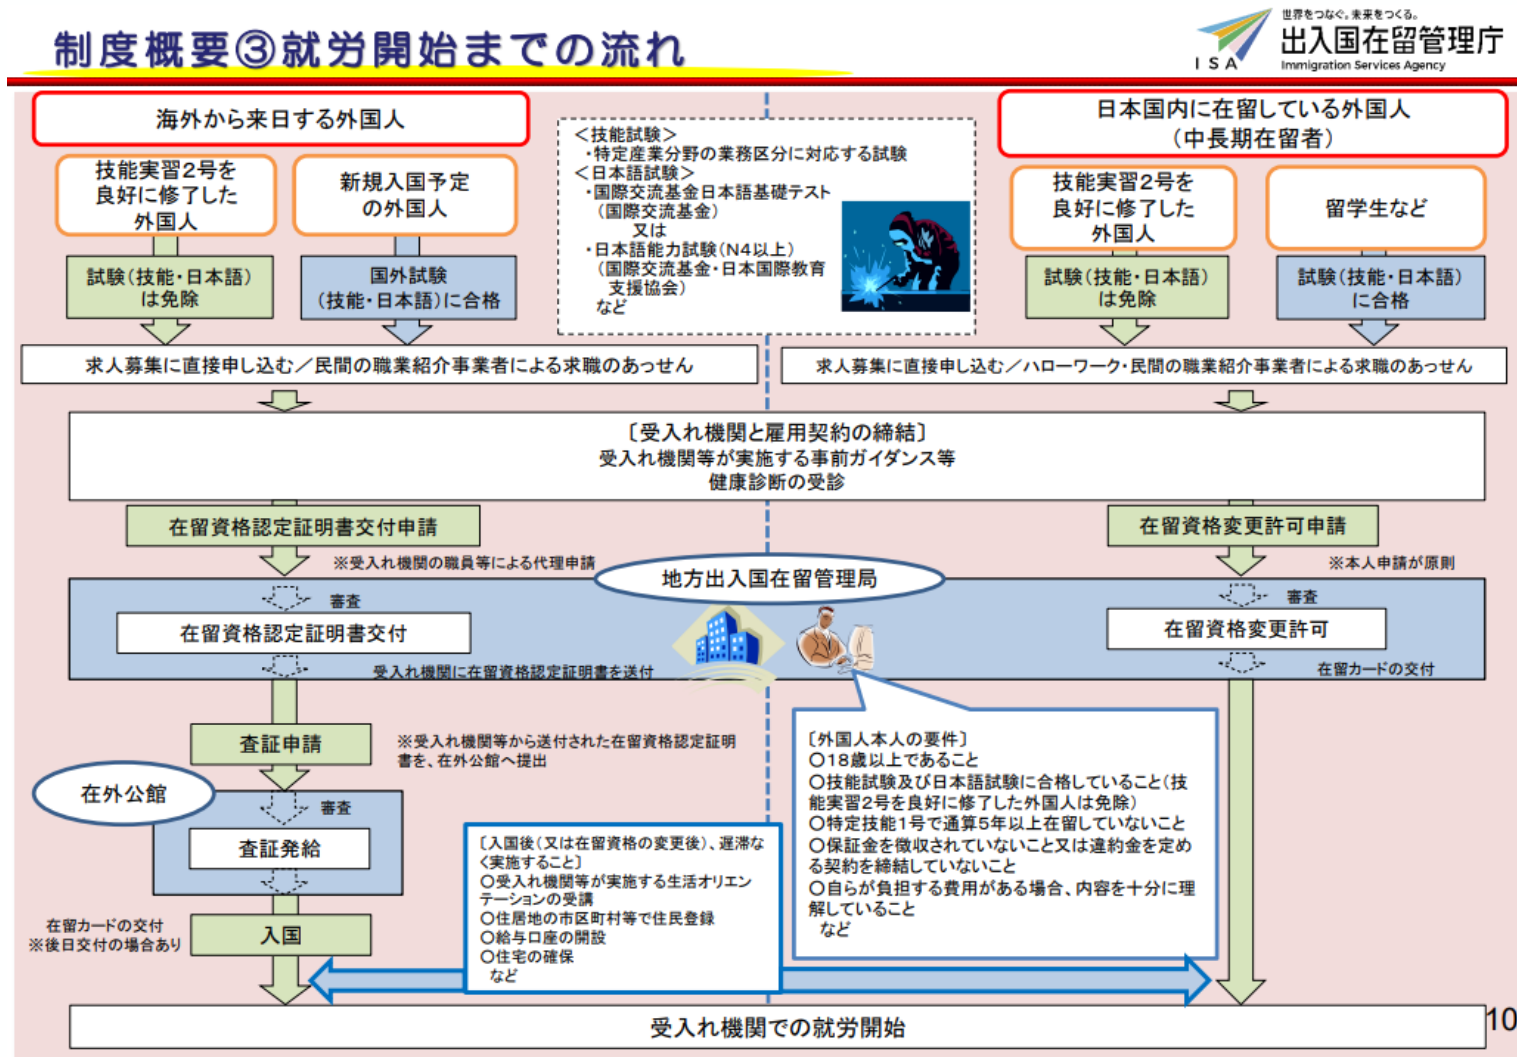 制度概要③就労開始までの流れ
世界をつなぐ。未来をつくる。
出入国在留管理庁
Immigration Services Agency
ISA
海外から来日する外国人
技能実習2号を
良好に修了した
外国人
新規入国予定
の外国人
試験(技能・日本語)
は免除
国外試験
(技能・日本語)に合格
<技能試験>
・特定産業分野の業務区分に対応する試験
<日本語試験>
・国際交流基金日本語基礎テスト
(国際交流基金)
又は
・日本語能力試験(N4以上)
(国際交流基金・日本国際教育
支援協会)
など
日本国内に在留している外国人
(中長期在留者)
技能実習2号を
良好に修了した
外国人
留学生など
試験(技能・日本語)
は免除
試験(技能・日本語)
に合格
求人募集に直接申し込む/民間の職業紹介事業者による求職のあっせん
求人募集に直接申し込む/ハローワーク・民間の職業紹介事業者による求職のあっせん
〔受入れ機関と雇用契約の締結〕
受入れ機関等が実施する事前ガイダンス等
健康診断の受診
在留資格認定証明書交付申請
※受入れ機関の職員等による代理申請
在留資格変更許可申請
※本人申請が原則
地方出入国在留管理局
審査
在留資格認定証明書交付
受入れ機関に在留資格認定証明書を送付
審査
在留資格変更許可
在留カードの交付
査証申請
※受入れ機関等から送付された在留資格認定証明
書を、在外公館へ提出
在外公館
審査
査証発給
在留カードの交付
※後日交付の場合あり
入国
〔入国後(又は在留資格の変更後)、遅滞な
く実施すること〕
○受入れ機関等が実施する生活オリエン
テーションの受講
○住居地の市区町村等で住民登録
○給与口座の開設
○住宅の確保
など
〔外国人本人の要件〕
○18歳以上であること
○技能試験及び日本語試験に合格していること(技
能実習2号を良好に修了した外国人は免除)
○特定技能1号で通算5年以上在留していないこと
○保証金を徴収されていないこと又は違約金を定め
る契約を締結していないこと
○自らが負担する費用がある場合、内容を十分に理
解していること
など
受入れ機関での就労開始
10